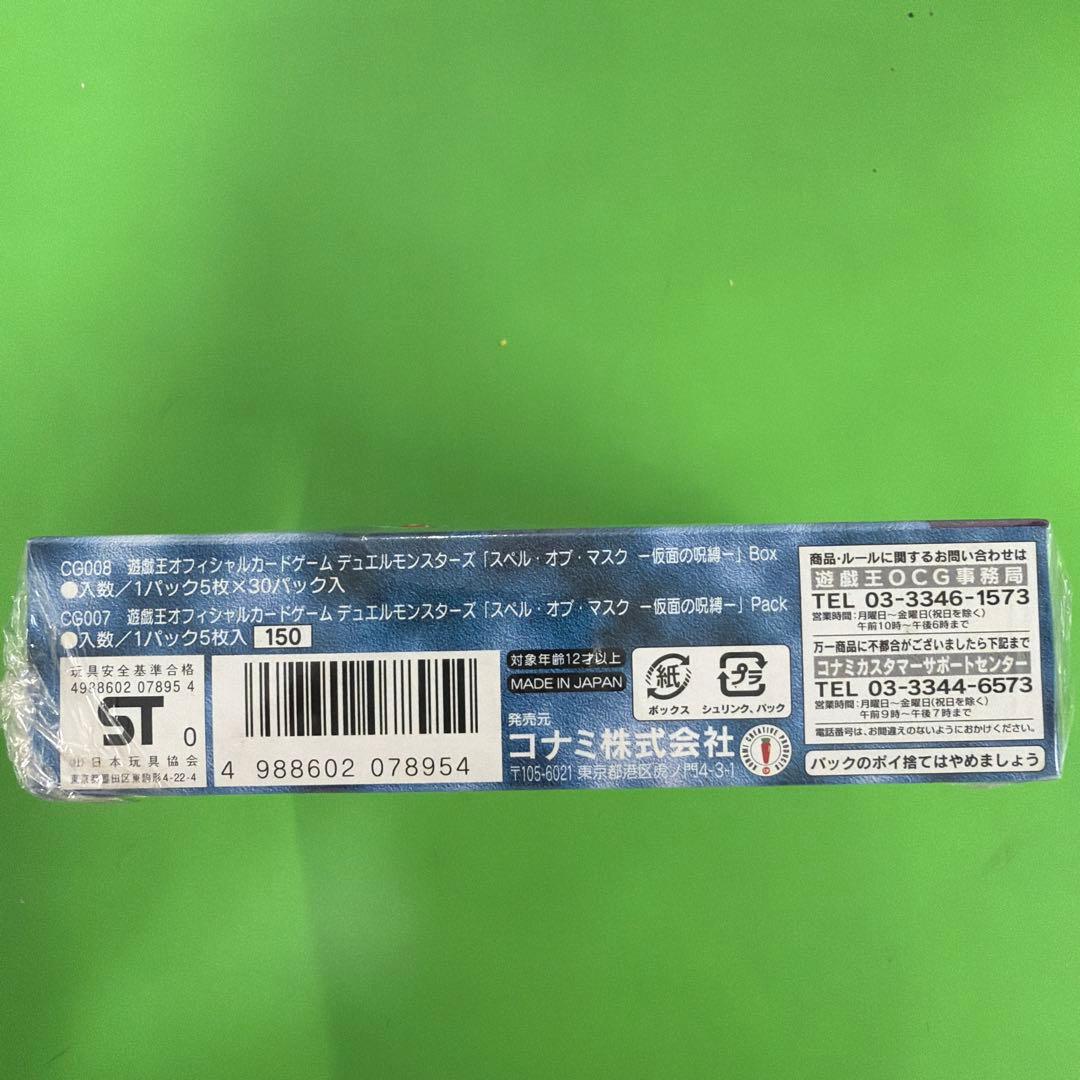 CG008 遊戯王オフィシャルカードゲーム デュエルモンスターズ「スペル・オブ・マスク ー仮面の呪縛ー」Box
●入数/1パック5枚×30パック入
CG007 遊戯王オフィシャルカードゲーム デュエルモンスターズ「スペル・オブ・マスク ー仮面の呪縛ー」Pack
●入数/1パック5枚入 150
玩具安全基準合格
4988602 07895 4
ST 0
㈳日本玩具協会
東京都墨田区東駒形4-22-4
4 988602 078954
対象年齢12才以上
MADE IN JAPAN
紙
ボックス
プラ
シュリンク、パック
発売元
コナミ株式会社
〒105-6021 東京都港区虎ノ門4-3-1
KONAMI CREATIVE PRODUCTS
商品・ルールに関するお問い合わせは
遊戯王OCG事務局
TEL 03-3346-1573
営業時間:月曜日〜金曜日(祝日を除く)
午前10時〜午後6時まで
万一商品に不都合がございましたら下記まで
コナミカスタマーサポートセンター
TEL 03-3344-6573
営業時間:月曜日〜金曜日(祝日を除く)
午前9時〜午後7時まで
電話番号は、お間違えのないようにおかけください。
パックのポイ捨てはやめましょう